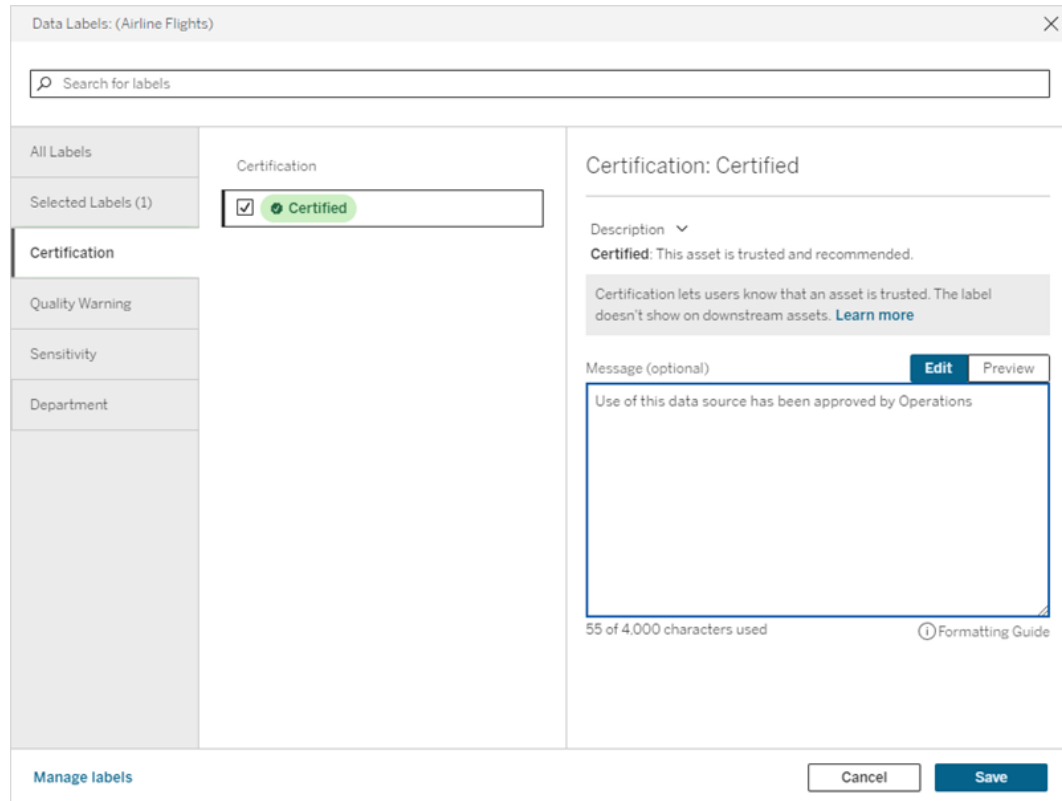 Data Labels: (Airline Flights)
Search for labels
All Labels
Selected Labels (1)
Certification
Quality Warning
Sensitivity
Department
Certification
Certified
Certification: Certified
Description
Certified: This asset is trusted and recommended.
Certification lets users know that an asset is trusted. The label
doesn't show on downstream assets. Learn more
Message (optional)
Edit
Preview
Use of this data source has been approved by Operations
55 of 4,000 characters used
Formatting Guide
Manage labels
Cancel
Save